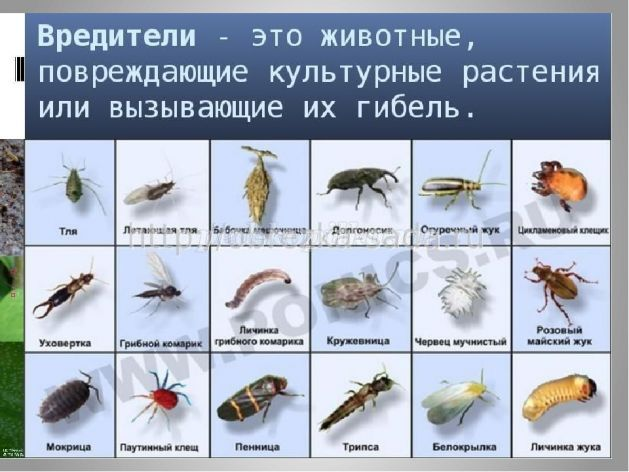 Вредители - это животные,
повреждающие культурные растения
или вызывающие их гибель.
Тля
Летающая тля
Бабочка мешочница
Долгоносик
Огуречный жук
Цикламеновый клещик
Уховертка
Грибной комарик
Личинка
грибного комарика
Кружевница
Червец мучнистый
Розовый
майский жук
Мокрица
Паутинный клещ
Пенница
Трипса
Белокрылка
Личинка жука